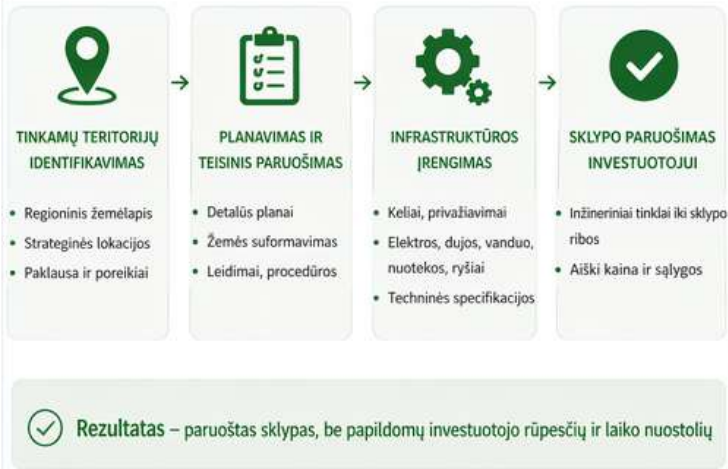 TINKAMŲ TERITORIJŲ
IDENTIFIKAVIMAS
• Regioninis žemėlapis
• Strateginės lokacijos
• Paklausa ir poreikiai
PLANAVIMAS IR
TEISINIS PARUOŠIMAS
• Detalūs planai
• Žemės suformavimas
• Leidimai, procedūros
INFRASTRUKTŪROS
ĮRENGIMAS
• Keliai, privažiavimai
• Elektros, dujos, vanduo,
nuotekos, ryšiai
• Techninės specifikacijos
SKLYPO PARUOŠIMAS
INVESTUOTOJUI
• Inžineriniai tinklai iki sklypo
ribos
• Aiški kaina ir sąlygos
Rezultatas – paruoštas sklypas, be papildomų investuotojo rūpesčių ir laiko nuostolių